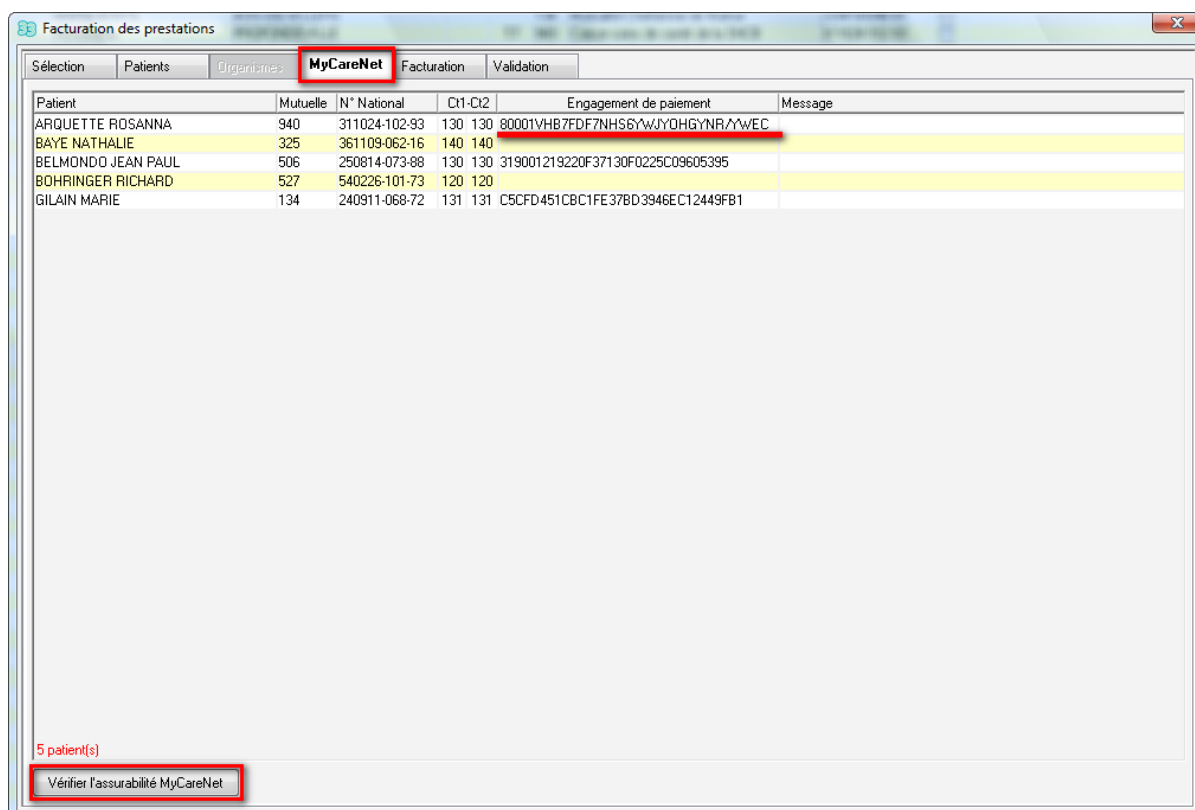 Facturation des prestations
Sélection Patients Organismes MyCareNet Facturation Validation
Patient Mutuelle N° National Ct1-Ct2 Engagement de paiement Message
ARQUETTE ROSANNA 940 311024-102-93 130 130 80001VHB7FDF7NHS6YWJYOHGYNR/YWEC
BAYE NATHALIE 325 361109-062-16 140 140
BELMONDO JEAN PAUL 506 250814-073-88 130 130 319001219220F37130F0225C09605395
BOHRINGER RICHARD 527 540226-101-73 120 120
GILAIN MARIE 134 240911-068-72 131 131 C5CFD451CBC1FE37BD3946EC12449FB1
5 patient(s)
Vérifier l'assurabilité MyCareNet